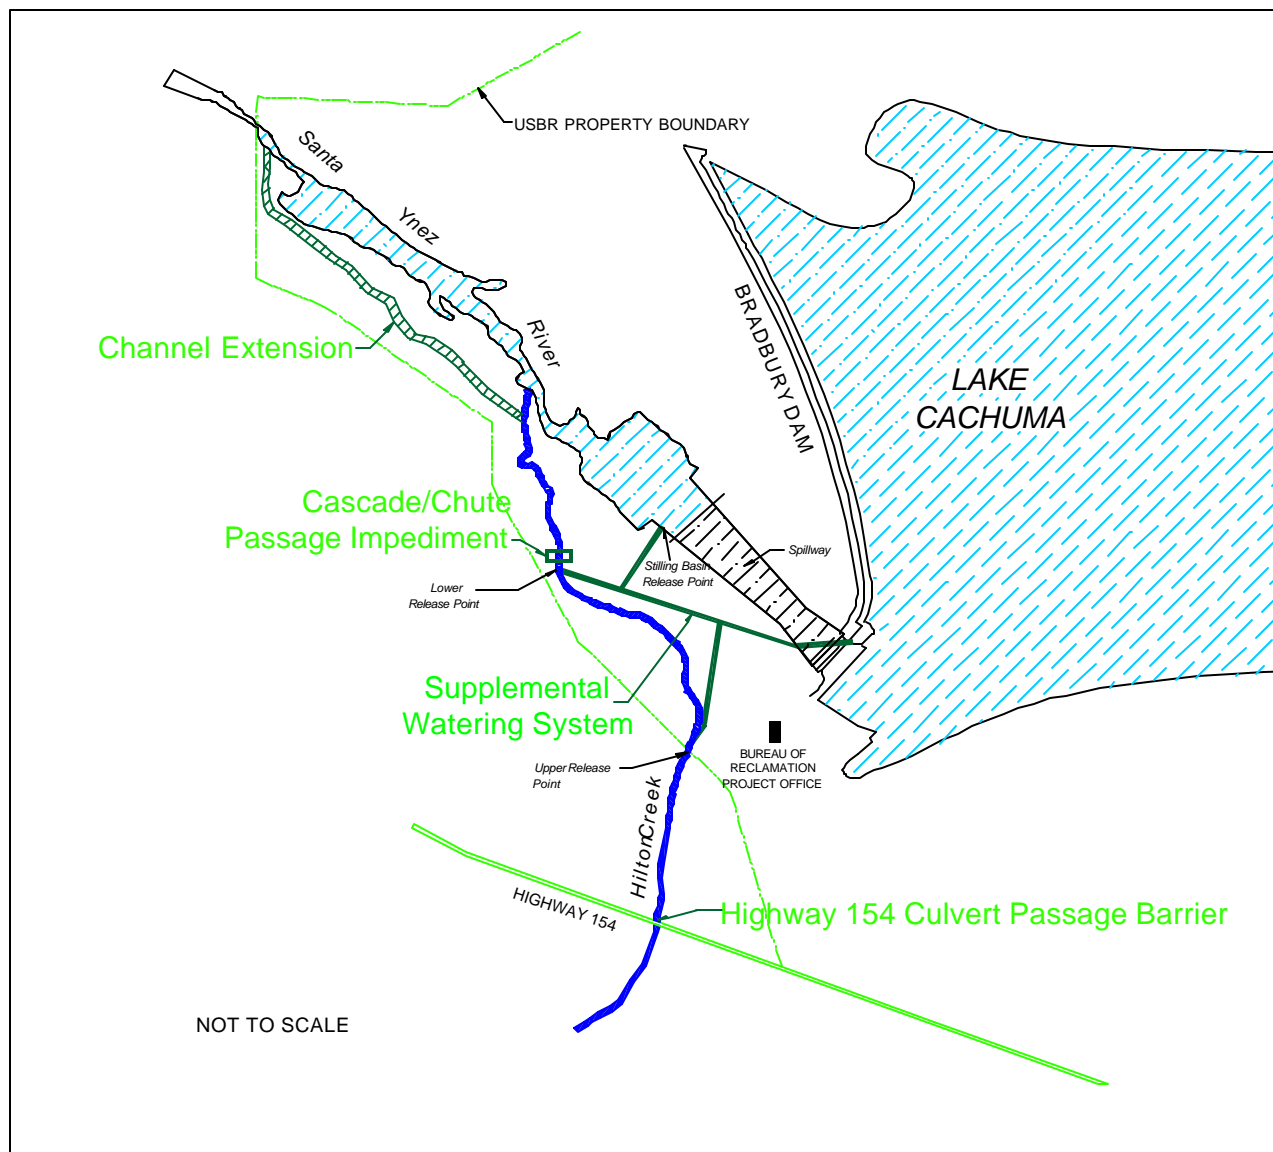 USBR PROPERTY BOUNDARY
Santa
Ynez
River
BRADBURY DAM
LAKE
CACHUMA
Channel Extension
Cascade/Chute
Passage Impediment
Spillway
Stilling Basin
Release Point
Lower
Release Point
Supplemental
Watering System
Upper Release
Point
BUREAU OF
RECLAMATION
PROJECT OFFICE
Hilton Creek
HIGHWAY 154
Highway 154 Culvert Passage Barrier
NOT TO SCALE